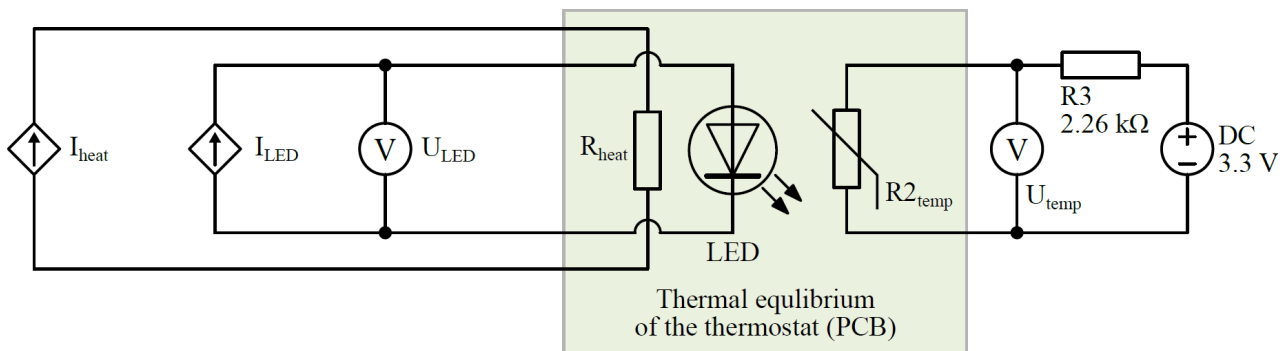 I_heat
I_LED
V
U_LED
R_heat
LED
R2_temp
V
U_temp
R3
2.26 kΩ
+
−
DC
3.3 V
Thermal equlibrium
of the thermostat (PCB)